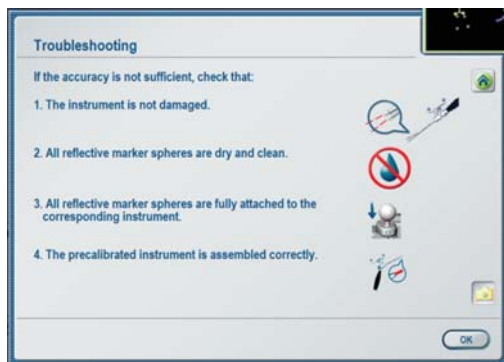 Troubleshooting
If the accuracy is not sufficient, check that:
1. The instrument is not damaged.
2. All reflective marker spheres are dry and clean.
3. All reflective marker spheres are fully attached to the
corresponding instrument.
4. The precalibrated instrument is assembled correctly.
OK